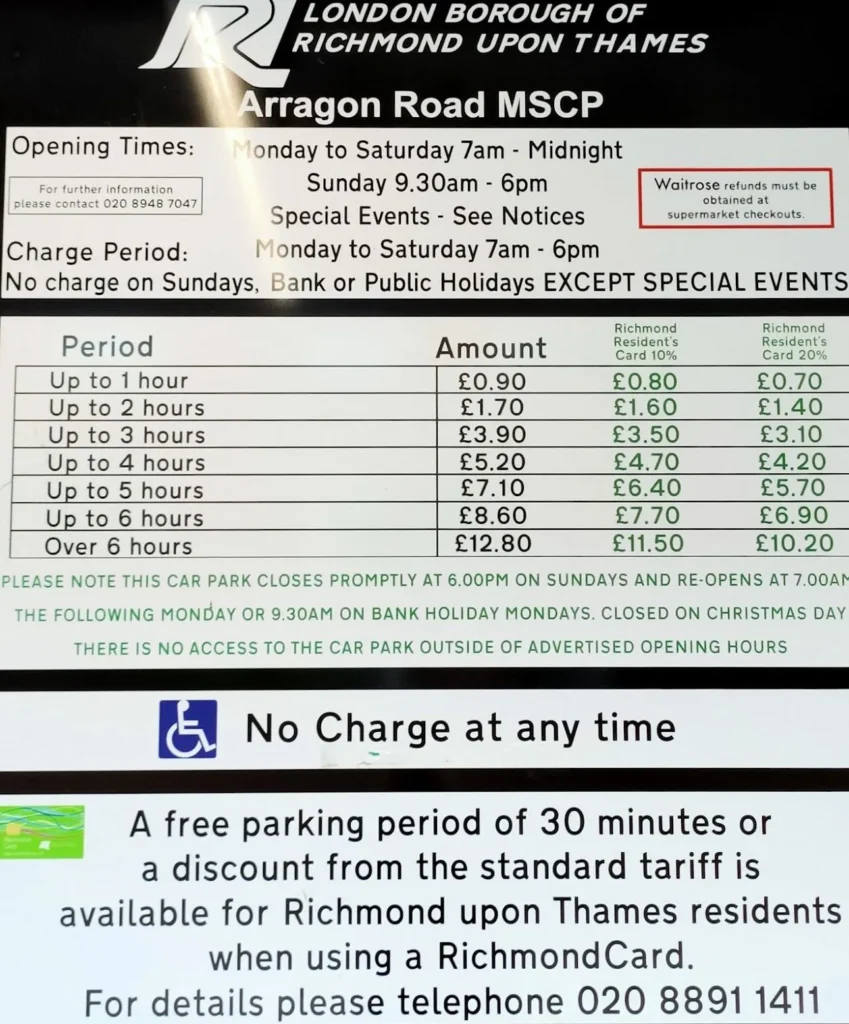 LONDON BOROUGH OF
RICHMOND UPON THAMES
Arragon Road MSCP
Opening Times: Monday to Saturday 7am - Midnight
Sunday 9.30am - 6pm
Special Events - See Notices
For further information
please contact 020 8948 7047
Waitrose refunds must be
obtained at
supermarket checkouts.
Charge Period: Monday to Saturday 7am - 6pm
No charge on Sundays, Bank or Public Holidays EXCEPT SPECIAL EVENTS
Period Amount Richmond Resident's Card 10% Richmond Resident's Card 20%
Up to 1 hour £0.90 £0.80 £0.70
Up to 2 hours £1.70 £1.60 £1.40
Up to 3 hours £3.90 £3.50 £3.10
Up to 4 hours £5.20 £4.70 £4.20
Up to 5 hours £7.10 £6.40 £5.70
Up to 6 hours £8.60 £7.70 £6.90
Over 6 hours £12.80 £11.50 £10.20
PLEASE NOTE THIS CAR PARK CLOSES PROMPTLY AT 6.00PM ON SUNDAYS AND RE-OPENS AT 7.00AM
THE FOLLOWING MONDAY OR 9.30AM ON BANK HOLIDAY MONDAYS. CLOSED ON CHRISTMAS DAY
THERE IS NO ACCESS TO THE CAR PARK OUTSIDE OF ADVERTISED OPENING HOURS
No Charge at any time
A free parking period of 30 minutes or
a discount from the standard tariff is
available for Richmond upon Thames residents
when using a RichmondCard.
For details please telephone 020 8891 1411